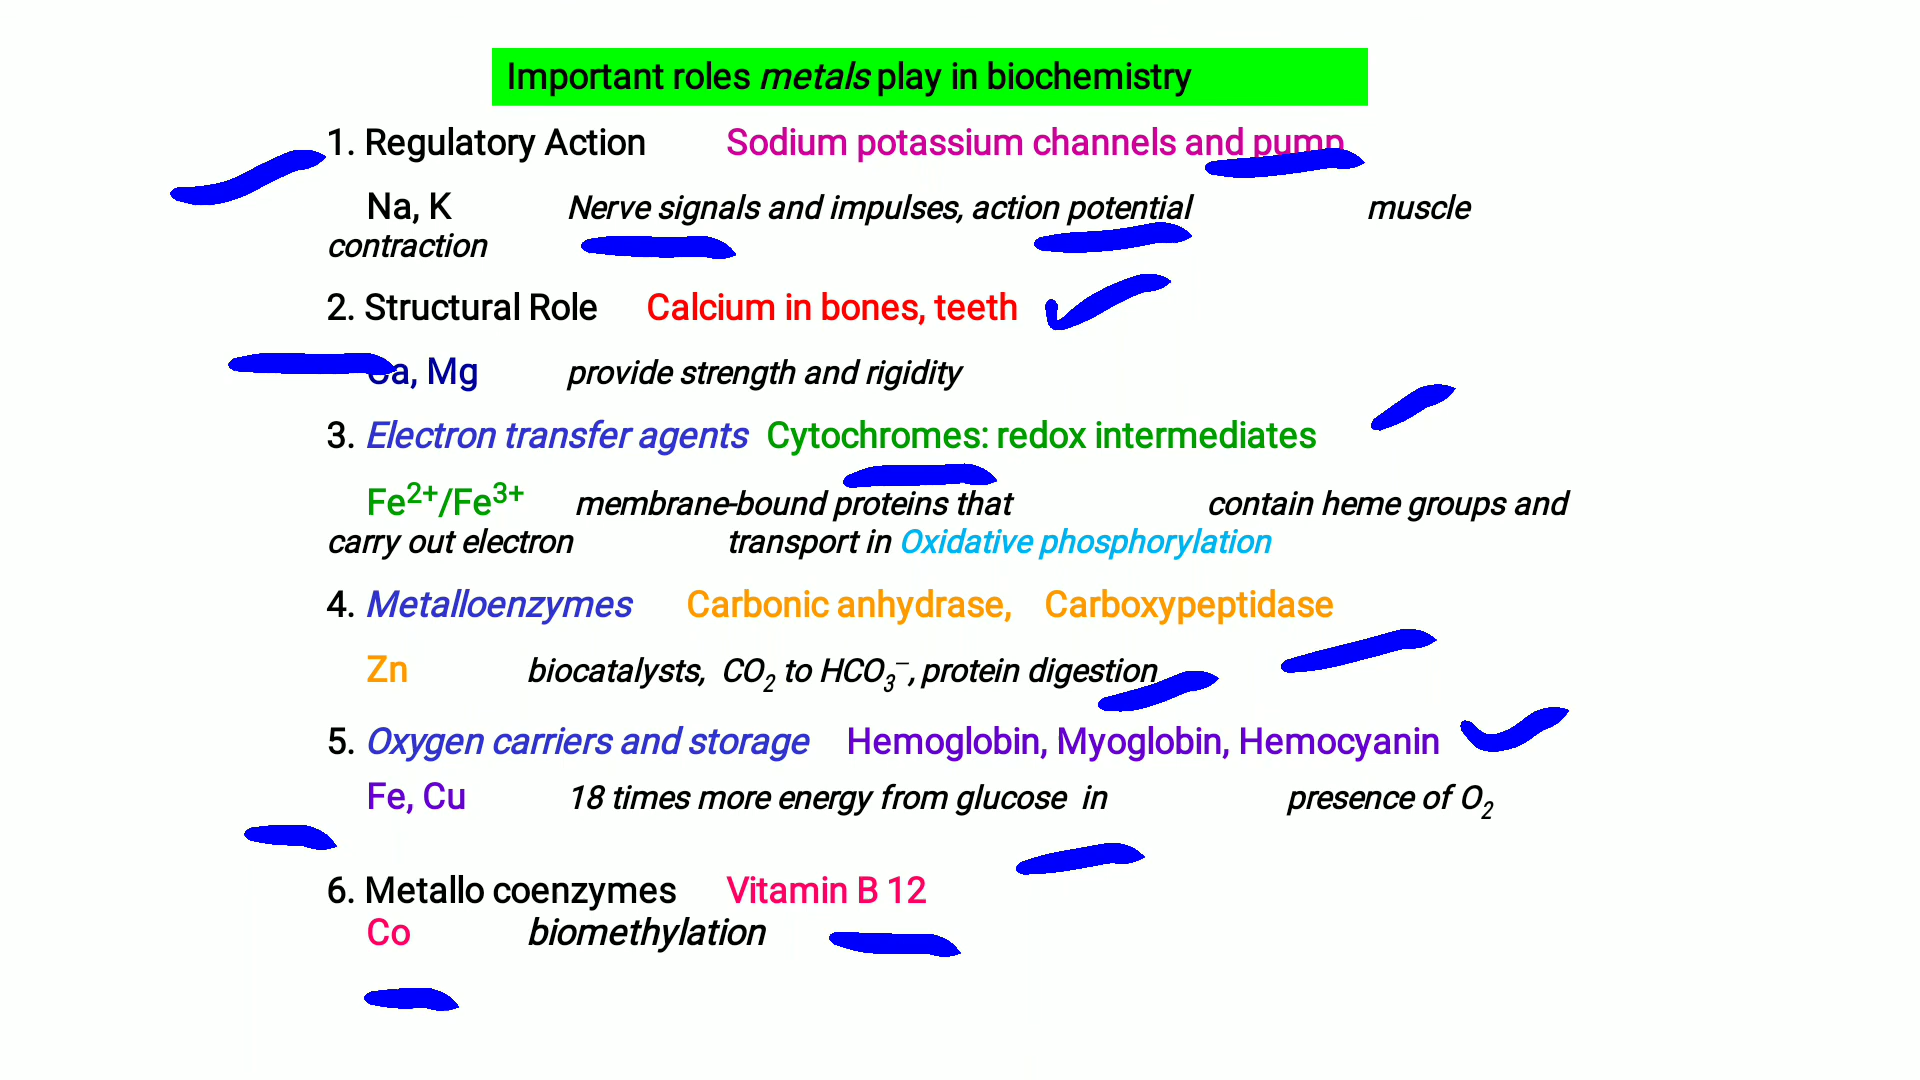 Important roles metals play in biochemistry
1. Regulatory Action Sodium potassium channels and pump
Na, K Nerve signals and impulses, action potential muscle
contraction
2. Structural Role Calcium in bones, teeth
Ca, Mg provide strength and rigidity
3. Electron transfer agents Cytochromes: redox intermediates
Fe²⁺/Fe³⁺ membrane-bound proteins that contain heme groups and
carry out electron transport in Oxidative phosphorylation
4. Metalloenzymes Carbonic anhydrase, Carboxypeptidase
Zn biocatalysts, CO₂ to HCO₃⁻, protein digestion
5. Oxygen carriers and storage Hemoglobin, Myoglobin, Hemocyanin
Fe, Cu 18 times more energy from glucose in presence of O₂
6. Metallo coenzymes Vitamin B 12
Co biomethylation